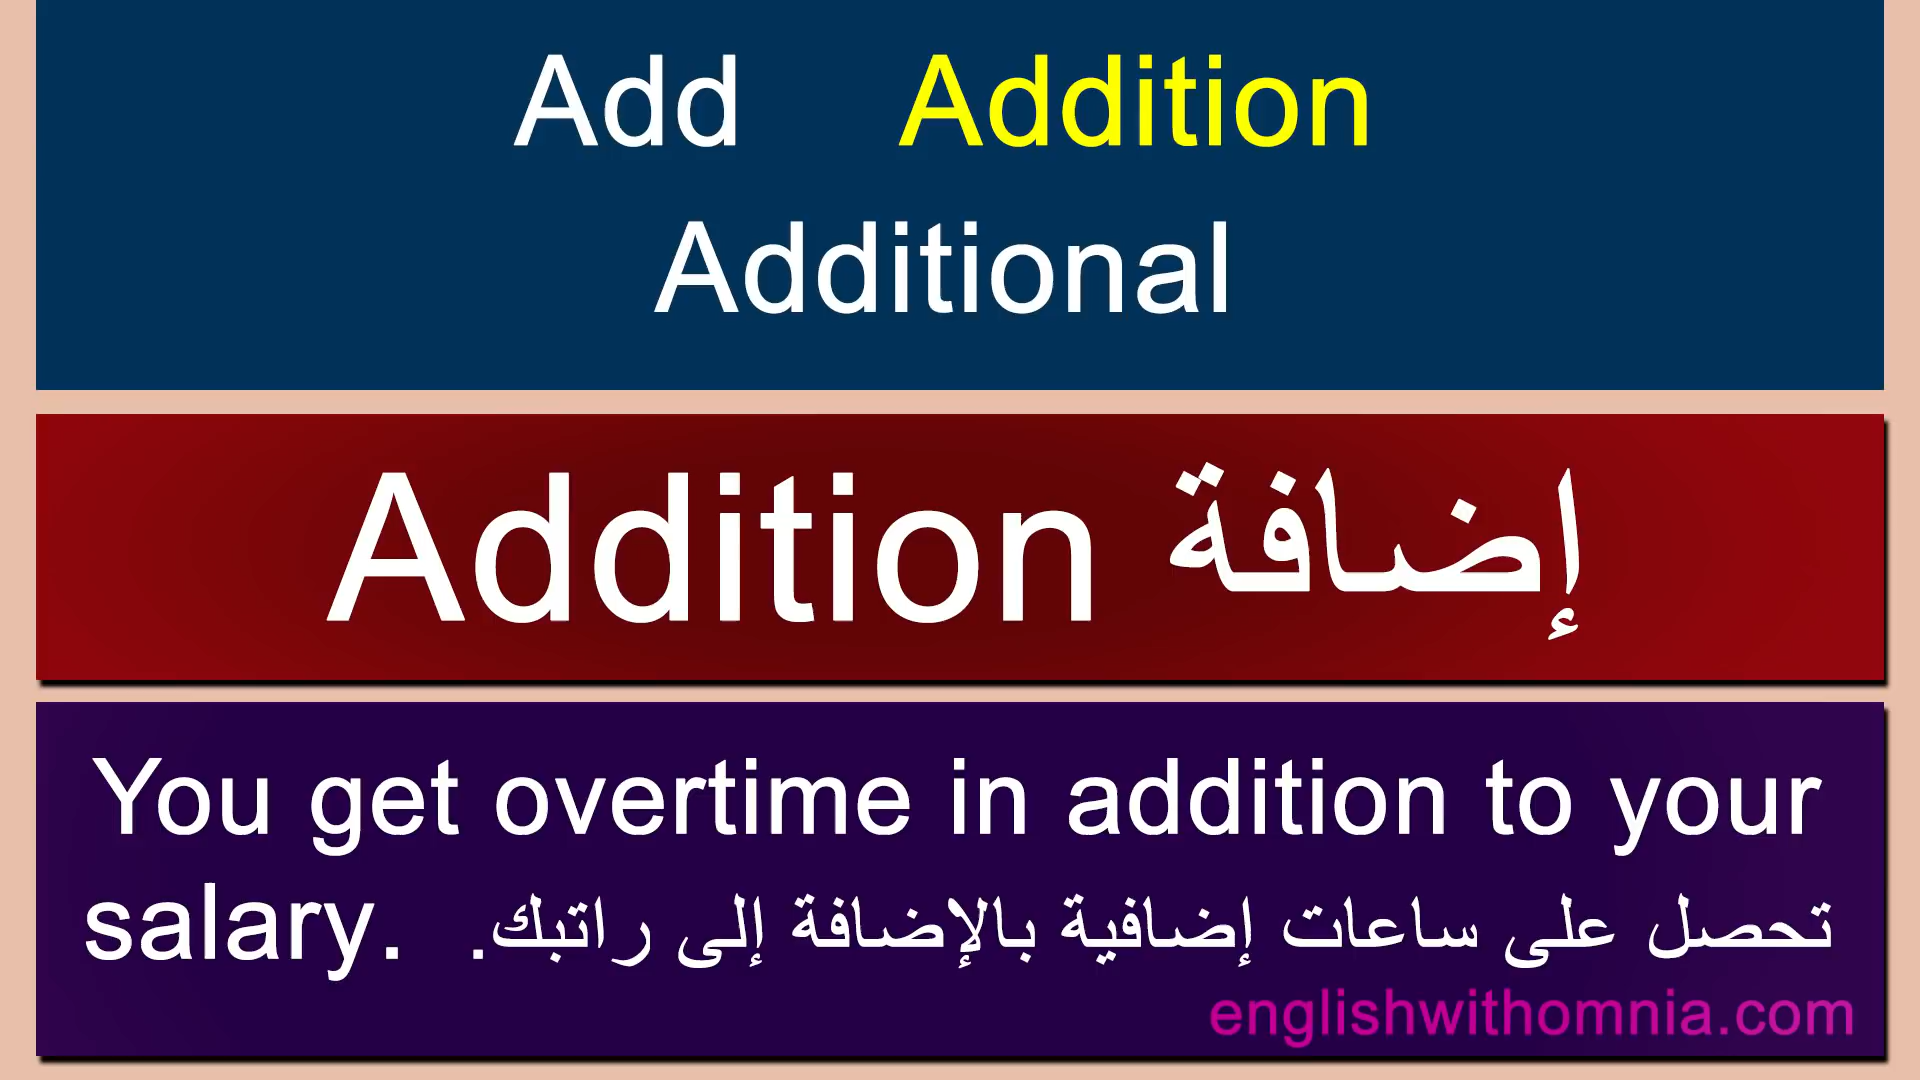 Add Addition
Additional
Addition إضافة
You get overtime in addition to your
salary. تحصل على ساعات إضافية بالإضافة إلى راتبك.
englishwithomnia.com